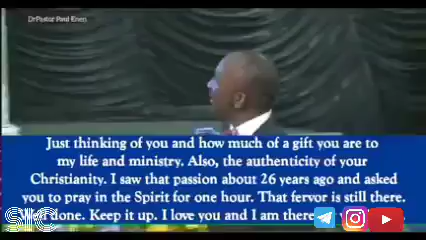 DrPastor Paul Enen
Just thinking of you and how much of a gift you are to
my life and ministry. Also, the authenticity of your
Christianity. I saw that passion about 26 years ago and asked
you to pray in the Spirit for one hour. That fervor is still there.
Well done. Keep it up. I love you and I am there